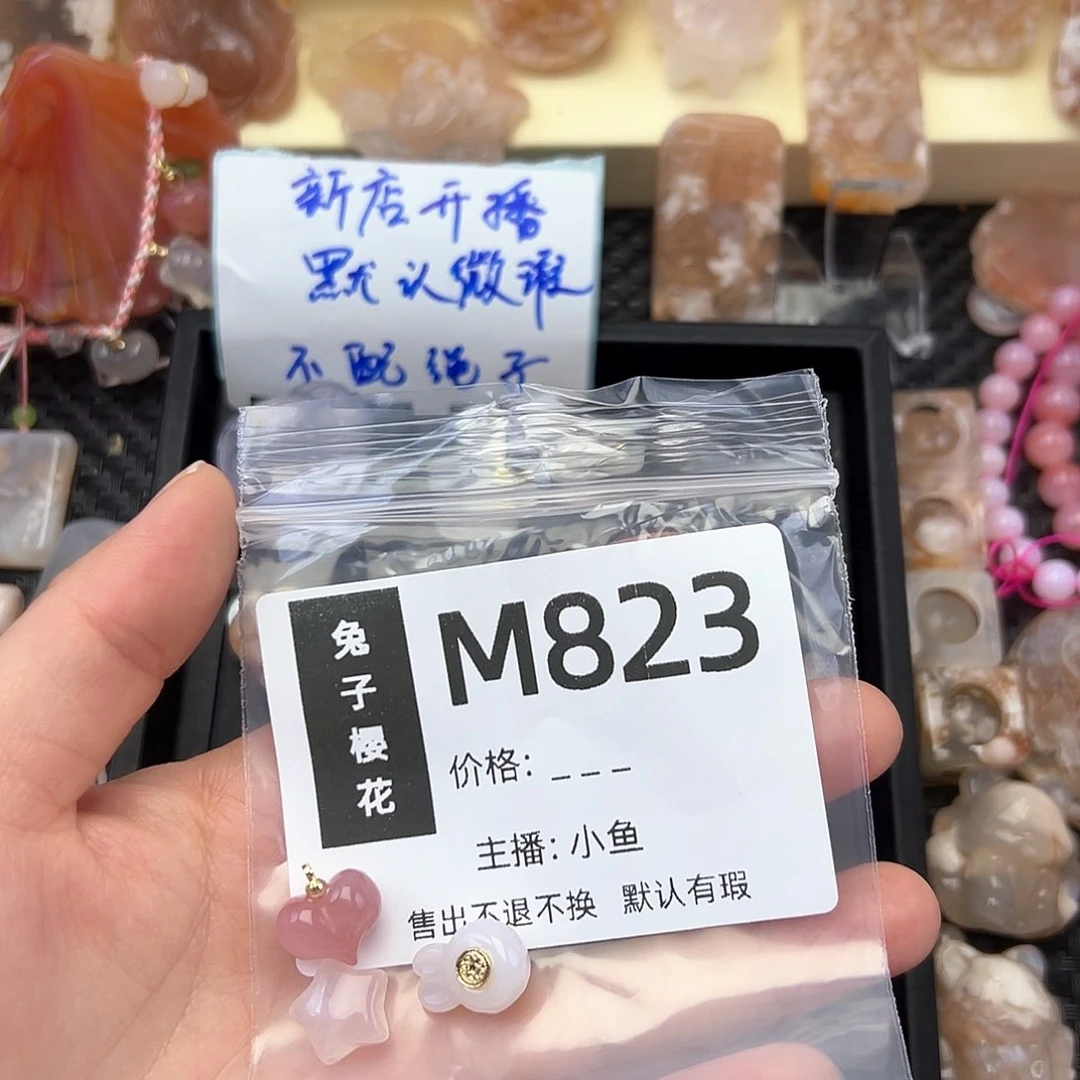 新店开播
默认微瑕
不配绳子
兔子樱花
M823
价格: _ _ _
主播: 小鱼
售出不退不换 默认有瑕